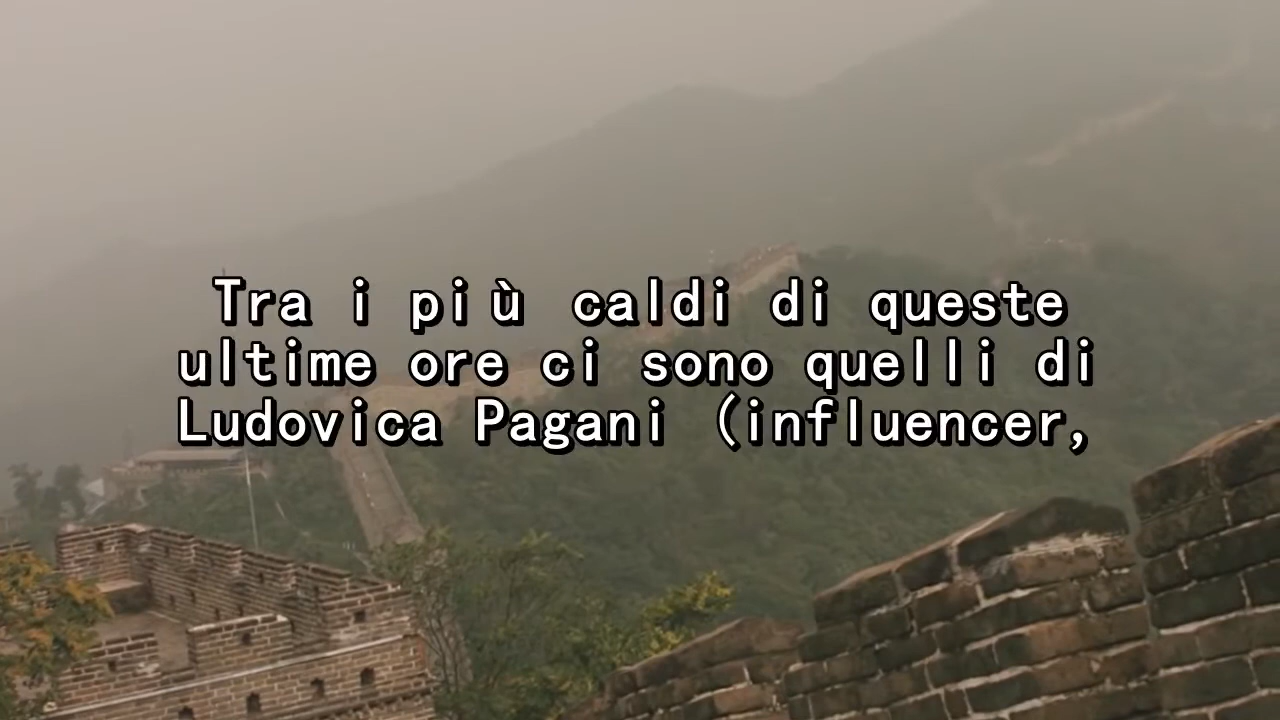 Tra i più caldi di queste
ultime ore ci sono quelli di
Ludovica Pagani (influencer,